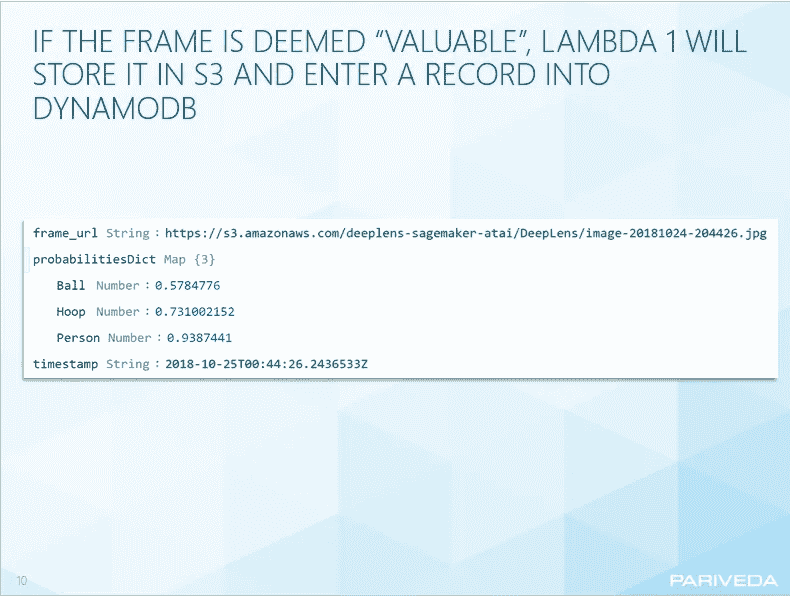 IF THE FRAME IS DEEMED “VALUABLE”, LAMBDA 1 WILL
STORE IT IN S3 AND ENTER A RECORD INTO
DYNAMODB
frame_url String : https://s3.amazonaws.com/deeplens-sagemaker-atai/DeepLens/image-20181024-204426.jpg
probabilitiesDict Map {3}
Ball Number : 0.5784776
Hoop Number : 0.731002152
Person Number : 0.9387441
timestamp String : 2018-10-25T00:44:26.2436533Z
10
PARIVEDA